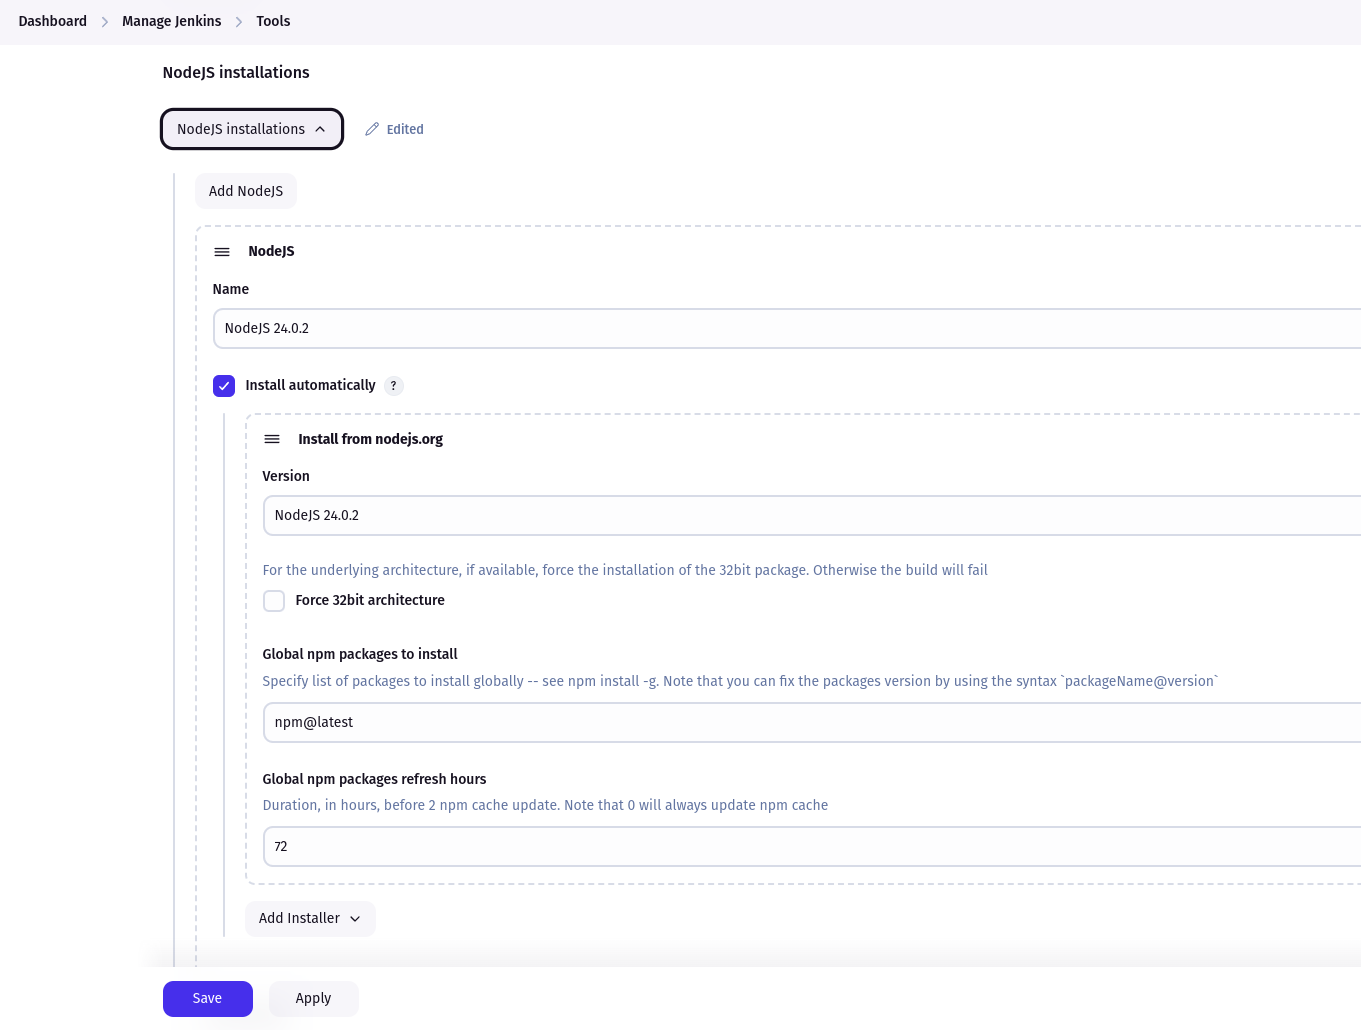 Dashboard Manage Jenkins Tools
NodeJS installations
NodeJS installations Edited
Add NodeJS
NodeJS
Name
NodeJS 24.0.2
Install automatically ?
Install from nodejs.org
Version
NodeJS 24.0.2
For the underlying architecture, if available, force the installation of the 32bit package. Otherwise the build will fail
Force 32bit architecture
Global npm packages to install
Specify list of packages to install globally -- see npm install -g. Note that you can fix the packages version by using the syntax `packageName@version`
npm@latest
Global npm packages refresh hours
Duration, in hours, before 2 npm cache update. Note that 0 will always update npm cache
72
Add Installer
Save Apply